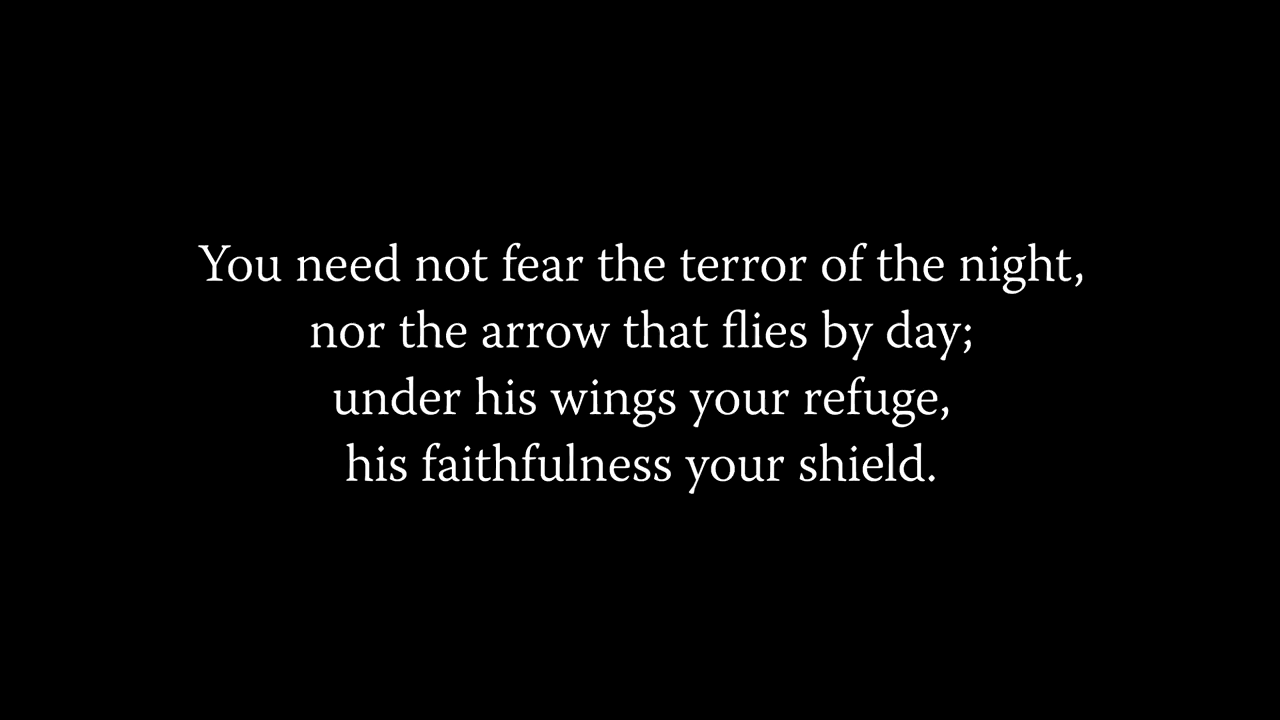 You need not fear the terror of the night,
nor the arrow that flies by day;
under his wings your refuge,
his faithfulness your shield.